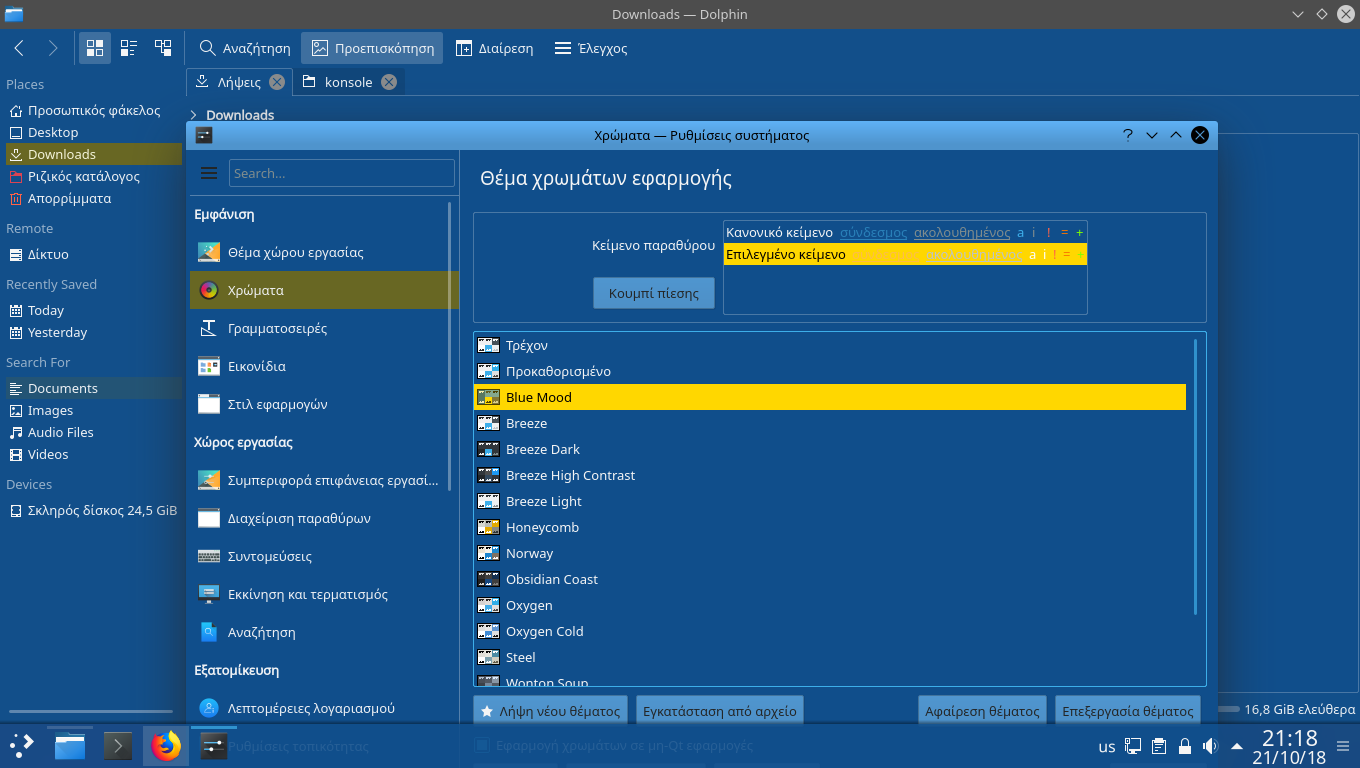 Downloads — Dolphin
Αναζήτηση
Προεπισκόπηση
Διαίρεση
Έλεγχος
Places
Προσωπικός φάκελος
Desktop
Downloads
Ριζικός κατάλογος
Απορρίμματα
Remote
Δίκτυο
Recently Saved
Today
Yesterday
Search For
Documents
Images
Audio Files
Videos
Devices
Σκληρός δίσκος 24,5 GiB
Λήψεις
konsole
Downloads
Χρώματα — Ρυθμίσεις συστήματος
Search...
Εμφάνιση
Θέμα χώρου εργασίας
Χρώματα
Γραμματοσειρές
Εικονίδια
Στιλ εφαρμογών
Χώρος εργασίας
Συμπεριφορά επιφάνειας εργασί...
Διαχείριση παραθύρων
Συντομεύσεις
Εκκίνηση και τερματισμός
Αναζήτηση
Εξατομίκευση
Λεπτομέρειες λογαριασμού
Ρυθμίσεις τοπικότητας
Θέμα χρωμάτων εφαρμογής
Κείμενο παραθύρου
Κουμπί πίεσης
Κανονικό κείμενο σύνδεσμος ακολουθημένος a i ! = +
Επιλεγμένο κείμενο σύνδεσμος ακολουθημένος a i ! = +
Τρέχον
Προκαθορισμένο
Blue Mood
Breeze
Breeze Dark
Breeze High Contrast
Breeze Light
Honeycomb
Norway
Obsidian Coast
Oxygen
Oxygen Cold
Steel
Wonton Soup
Λήψη νέου θέματος
Εγκατάσταση από αρχείο
Αφαίρεση θέματος
Επεξεργασία θέματος
Εφαρμογή χρωμάτων σε μη-Qt εφαρμογές
16,8 GiB ελεύθερα
us
21:18
21/10/18